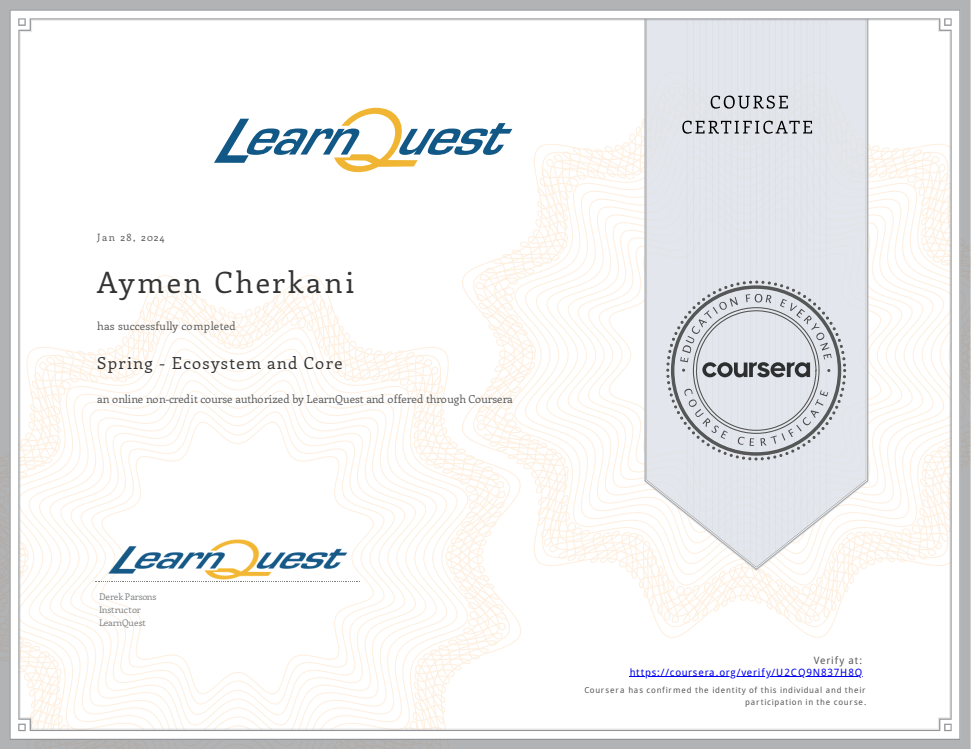 COURSE
CERTIFICATE
LearnQuest
Jan 28, 2024
Aymen Cherkani
has successfully completed
Spring - Ecosystem and Core
an online non-credit course authorized by LearnQuest and offered through Coursera
EDUCATION FOR EVERYONE
coursera
COURSE CERTIFICATE
LearnQuest
Derek Parsons
Instructor
LearnQuest
Verify at:
https://coursera.org/verify/U2CQ9N837H8Q
Coursera has confirmed the identity of this individual and their
participation in the course.